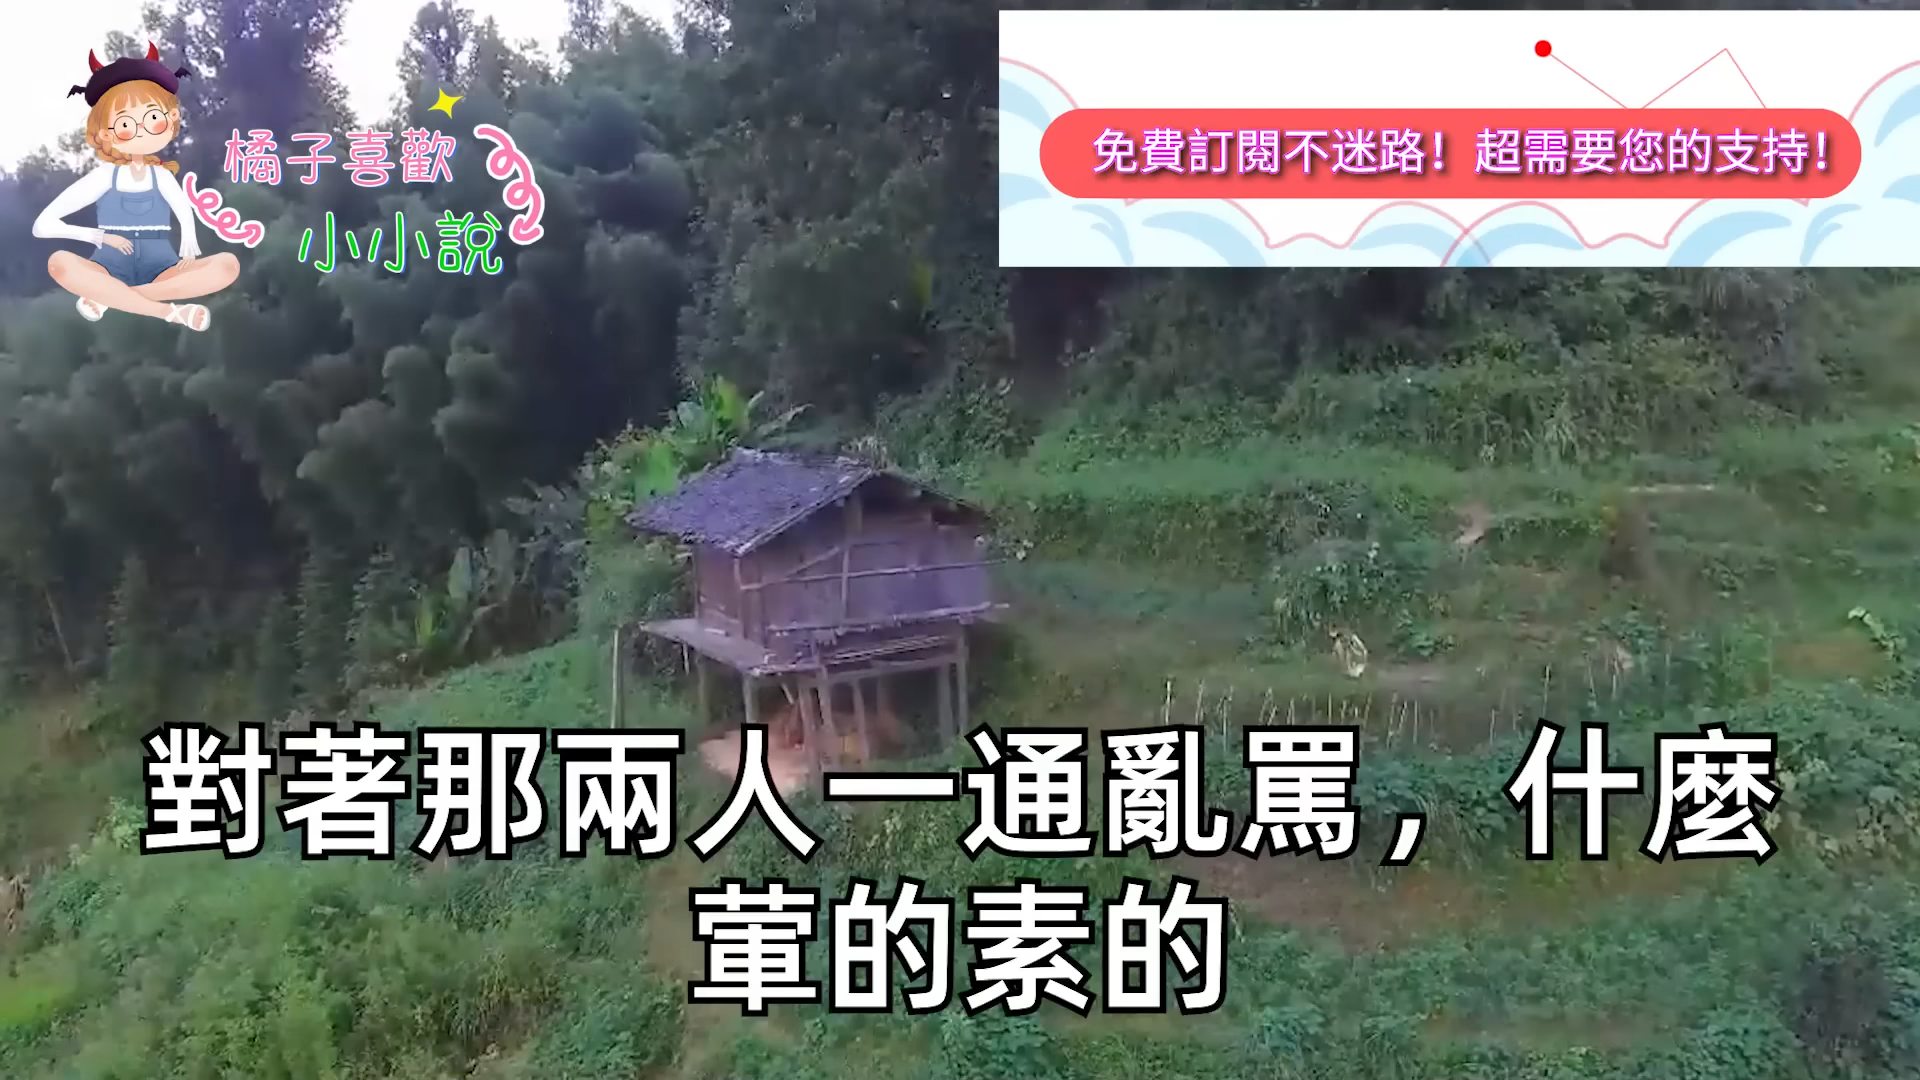 橘子喜歡
小小說
免費訂閱不迷路！超需要您的支持！
對著那兩人一通亂罵，什麼
葷的素的